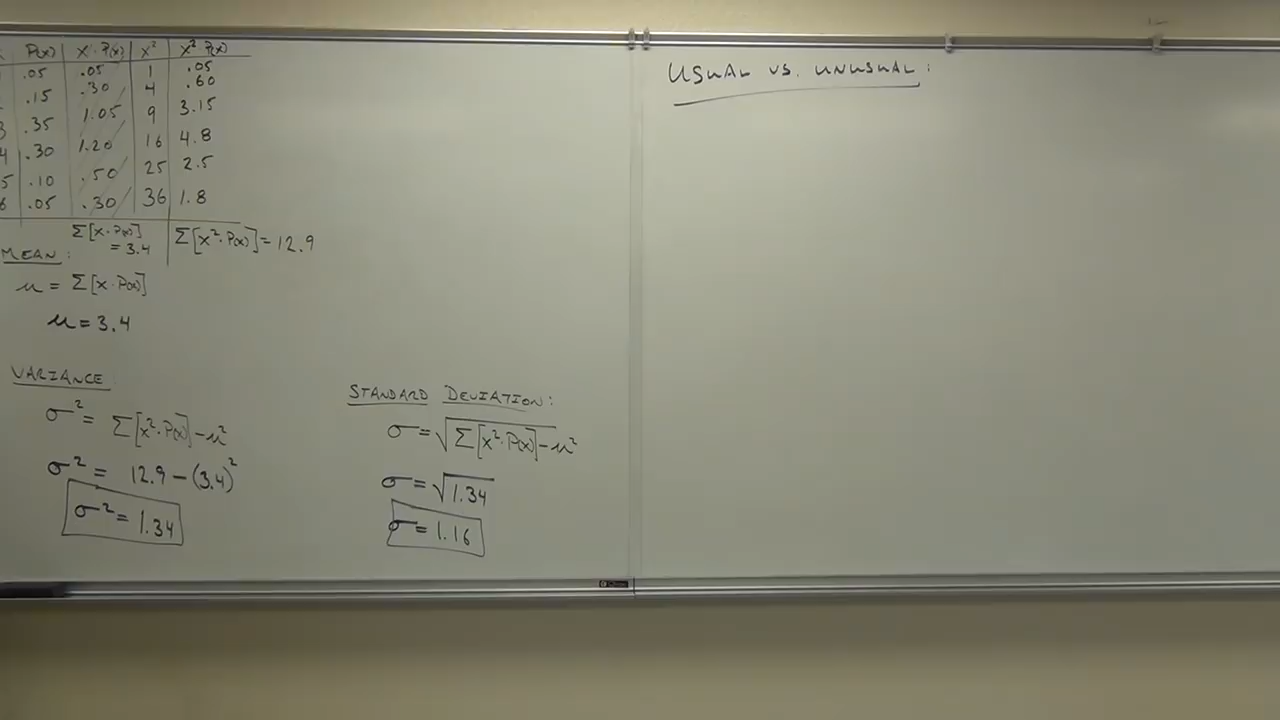 P(x) x·P(x) x² x²·P(x)
.05 .05 1 .05
.15 .30 4 .60
3 .35 1.05 9 3.15
4 .30 1.20 16 4.8
5 .10 .50 25 2.5
6 .05 .30 36 1.8
Σ[x·P(x)] = 3.4 Σ[x²·P(x)] = 12.9
MEAN:
μ = Σ[x·P(x)]
μ = 3.4
VARIANCE
σ² = Σ[x²·P(x)] - μ²
σ² = 12.9 - (3.4)²
σ² = 1.34
STANDARD DEVIATION:
σ = √Σ[x²·P(x)] - μ²
σ = √1.34
σ = 1.16
USUAL VS. UNUSUAL: